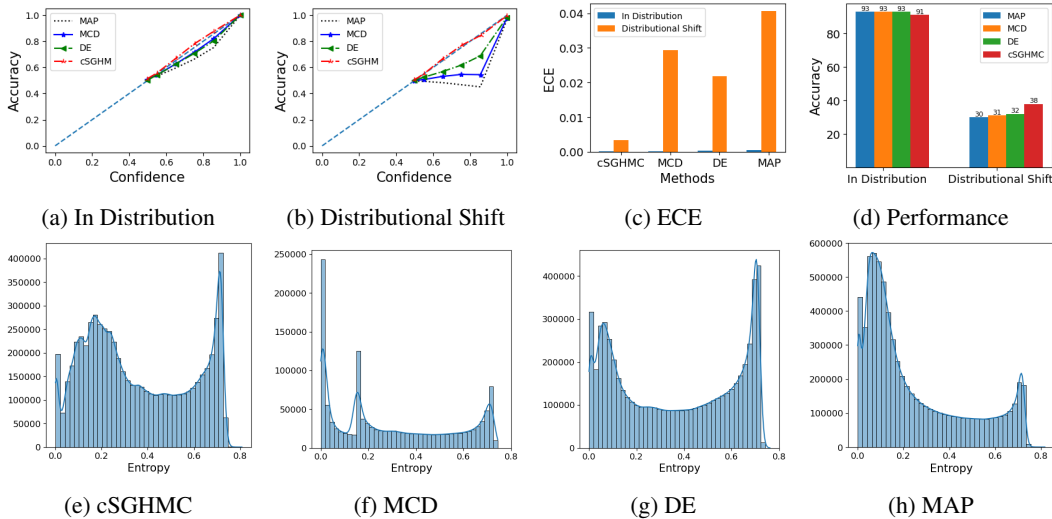 MAP
MCD
DE
cSGHM
Accuracy
1.0
0.8
0.6
0.4
0.2
0.0
0.0 0.2 0.4 0.6 0.8 1.0
Confidence
(a) In Distribution
MAP
MCD
DE
cSGHM
Accuracy
1.0
0.8
0.6
0.4
0.2
0.0
0.0 0.2 0.4 0.6 0.8 1.0
Confidence
(b) Distributional Shift
In Distribution
Distributional Shift
ECE
0.04
0.03
0.02
0.01
0.00
cSGHMC MCD DE MAP
Methods
(c) ECE
93 93 93 91
MAP
MCD
DE
cSGHMC
30 31 32 38
Accuracy
80
60
40
20
In Distribution Distributional Shift
(d) Performance
400000
350000
300000
250000
200000
150000
100000
50000
0
0.0 0.2 0.4 0.6 0.8
Entropy
(e) cSGHMC
250000
200000
150000
100000
50000
0
0.0 0.2 0.4 0.6 0.8
Entropy
(f) MCD
400000
300000
200000
100000
0
0.0 0.2 0.4 0.6 0.8
Entropy
(g) DE
600000
500000
400000
300000
200000
100000
0
0.0 0.2 0.4 0.6 0.8
Entropy
(h) MAP